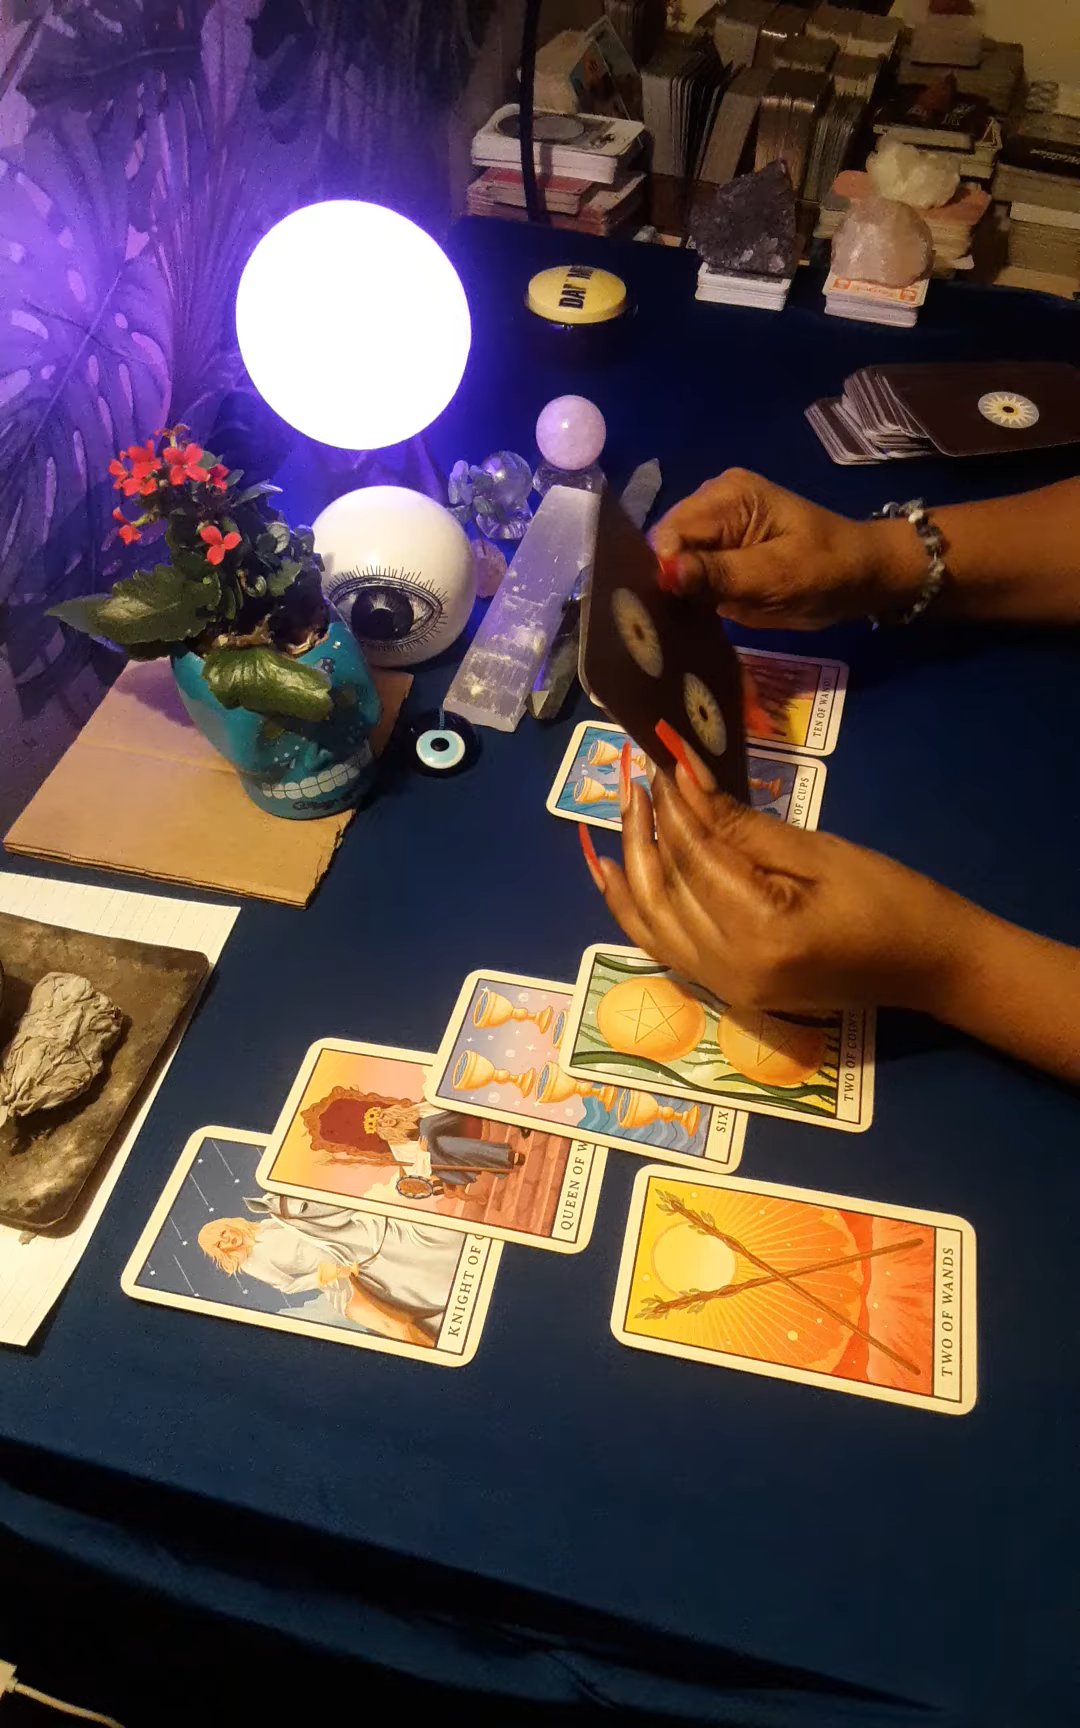 TEN OF WANDS
N OF CUPS
TWO OF COINS
SIX
QUEEN OF W
KNIGHT OF C
TWO OF WANDS